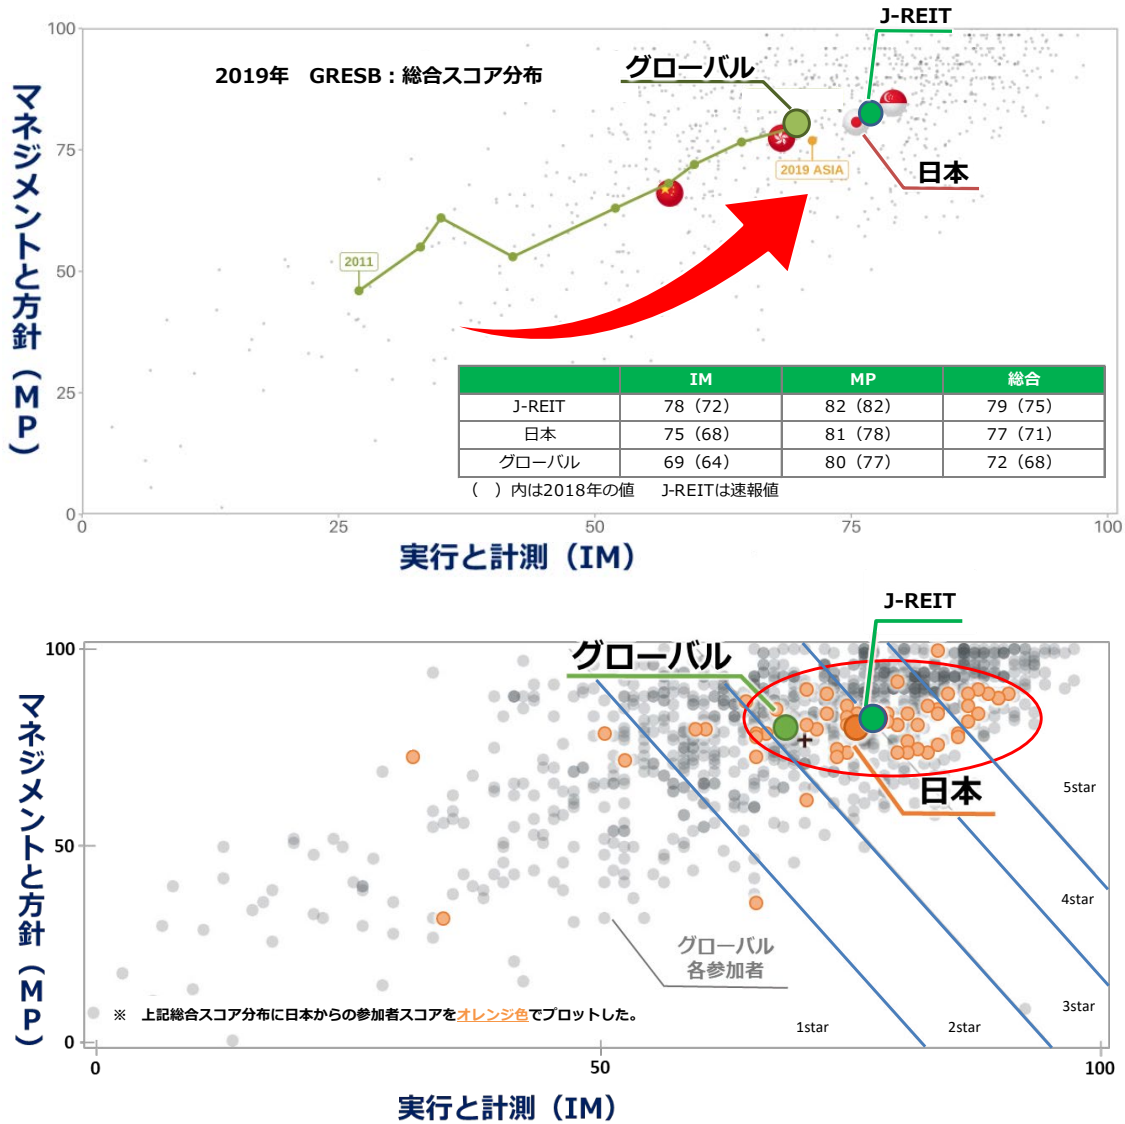 J-REIT
100
2019年　GRESB：総合スコア分布
グローバル
マネジメントと方針（MP）
75
2019 ASIA
日本
2011
50
IM MP 総合
J-REIT 78（72） 82（82） 79（75）
25
日本 75（68） 81（78） 77（71）
グローバル 69（64） 80（77） 72（68）
（　）内は2018年の値　J-REITは速報値
0
0 25 50 75 100
実行と計測（IM）
J-REIT
100
グローバル
マネジメントと方針（MP）
日本
5star
50
4star
グローバル
各参加者
3star
※　上記総合スコア分布に日本からの参加者スコアをオレンジ色でプロットした。
1star
2star
0
0 50 100
実行と計測（IM）